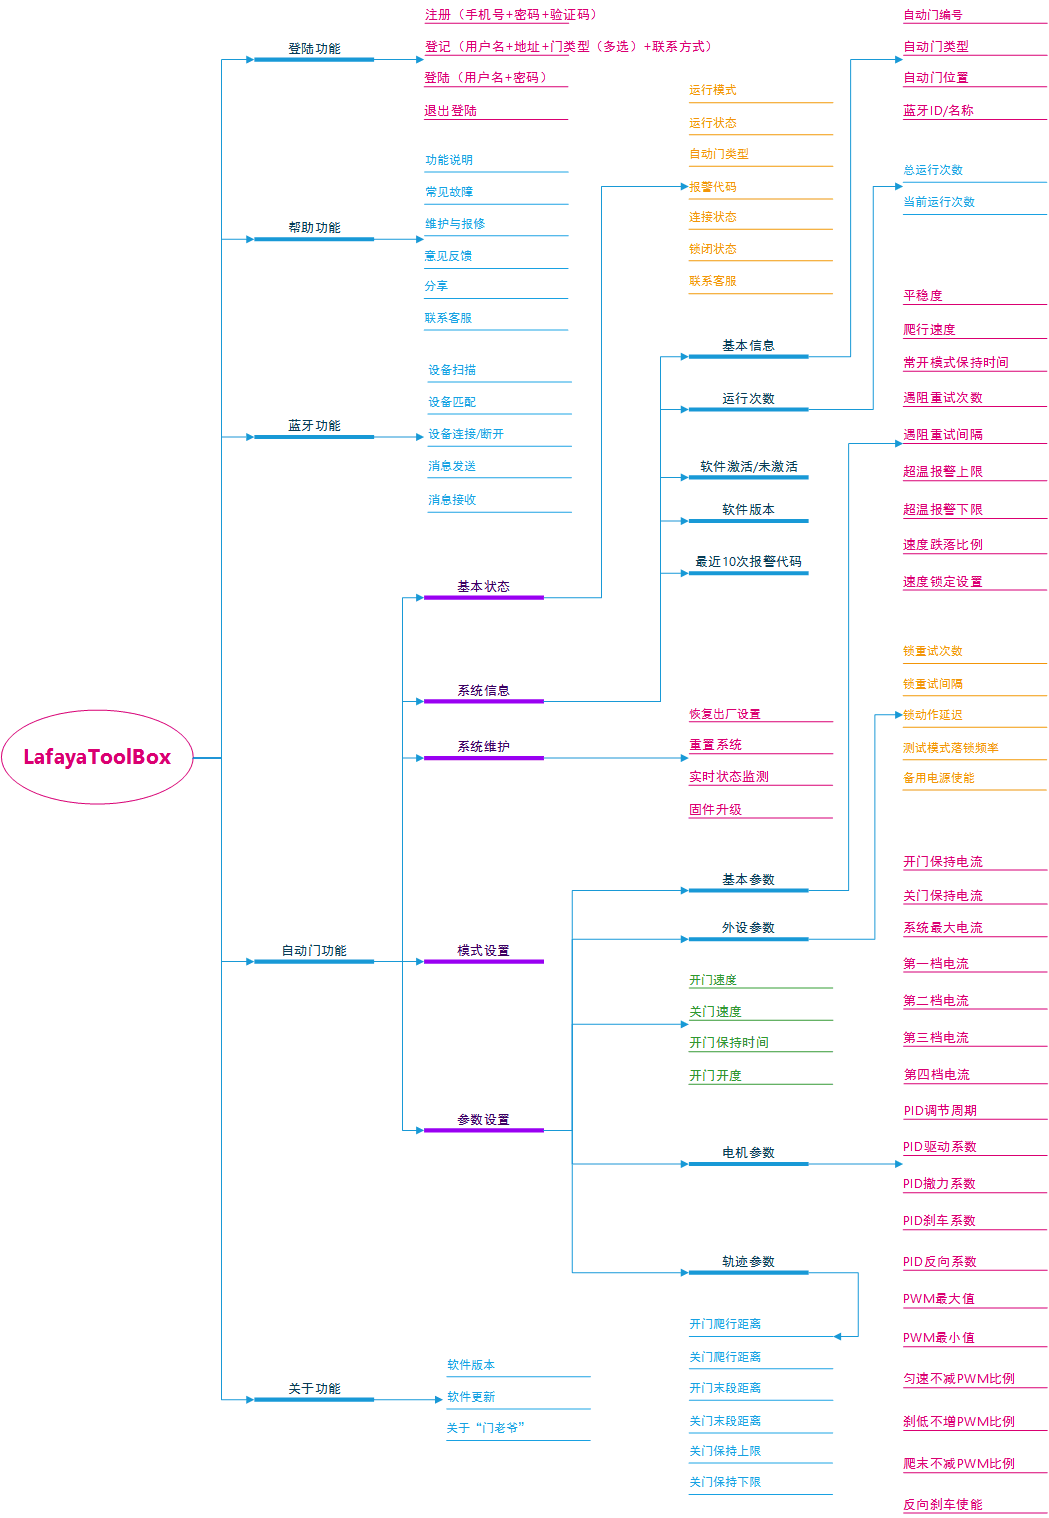 LafayaToolBox
登陆功能
注册（手机号+密码+验证码）
登记（用户名+地址+门类型（多选）+联系方式）
登陆（用户名+密码）
退出登陆
帮助功能
功能说明
常见故障
维护与报修
意见反馈
分享
联系客服
蓝牙功能
设备扫描
设备匹配
设备连接/断开
消息发送
消息接收
自动门功能
基本状态
运行模式
运行状态
自动门类型
报警代码
连接状态
锁闭状态
联系客服
系统信息
基本信息
自动门编号
自动门类型
自动门位置
蓝牙ID/名称
运行次数
总运行次数
当前运行次数
软件激活/未激活
软件版本
最近10次报警代码
系统维护
恢复出厂设置
重置系统
实时状态监测
固件升级
模式设置
参数设置
基本参数
平稳度
爬行速度
常开模式保持时间
遇阻重试次数
遇阻重试间隔
超温报警上限
超温报警下限
速度跌落比例
速度锁定设置
外设参数
锁重试次数
锁重试间隔
锁动作延迟
测试模式落锁频率
备用电源使能
开门速度
关门速度
开门保持时间
开门开度
电机参数
开门保持电流
关门保持电流
系统最大电流
第一档电流
第二档电流
第三档电流
第四档电流
PID调节周期
PID驱动系数
PID撤力系数
PID刹车系数
PID反向系数
PWM最大值
PWM最小值
匀速不减PWM比例
刹低不增PWM比例
爬末不减PWM比例
反向刹车使能
轨迹参数
开门爬行距离
关门爬行距离
开门末段距离
关门末段距离
关门保持上限
关门保持下限
关于功能
软件版本
软件更新
关于“门老爷”